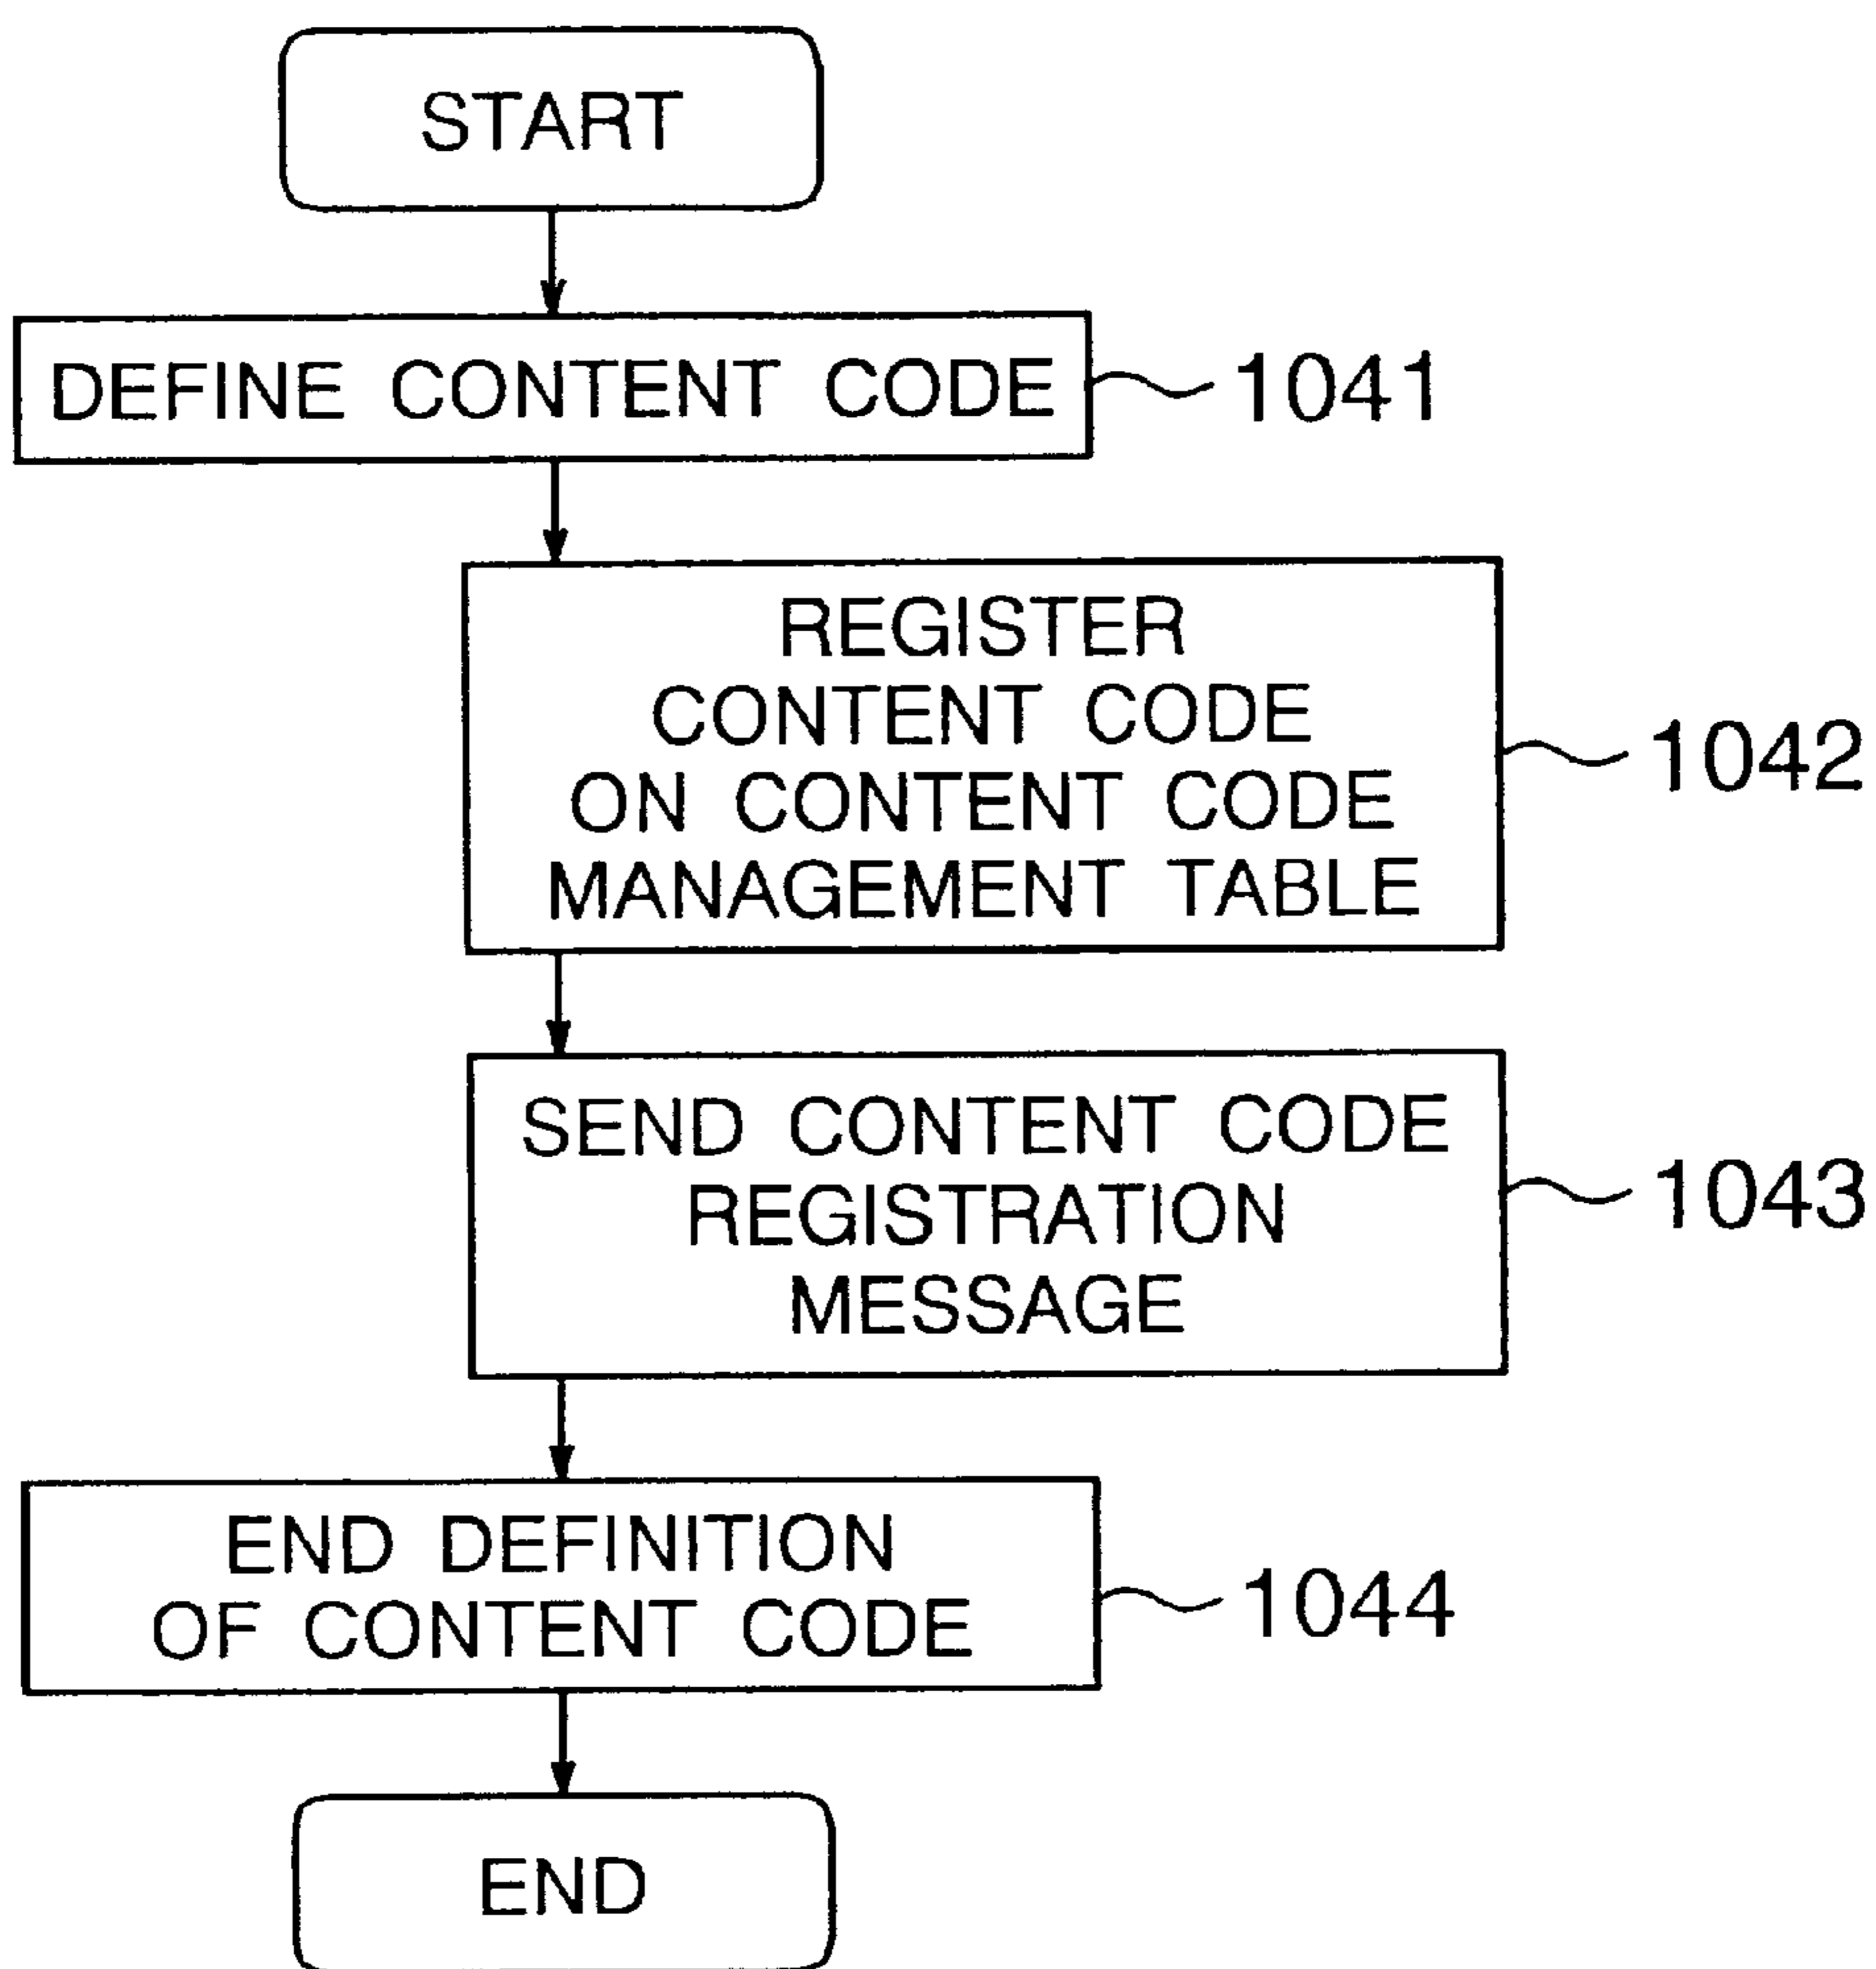 START
DEFINE CONTENT CODE
1041
REGISTER
CONTENT CODE
ON CONTENT CODE
MANAGEMENT TABLE
1042
SEND CONTENT CODE
REGISTRATION
MESSAGE
1043
END DEFINITION
OF CONTENT CODE
1044
END